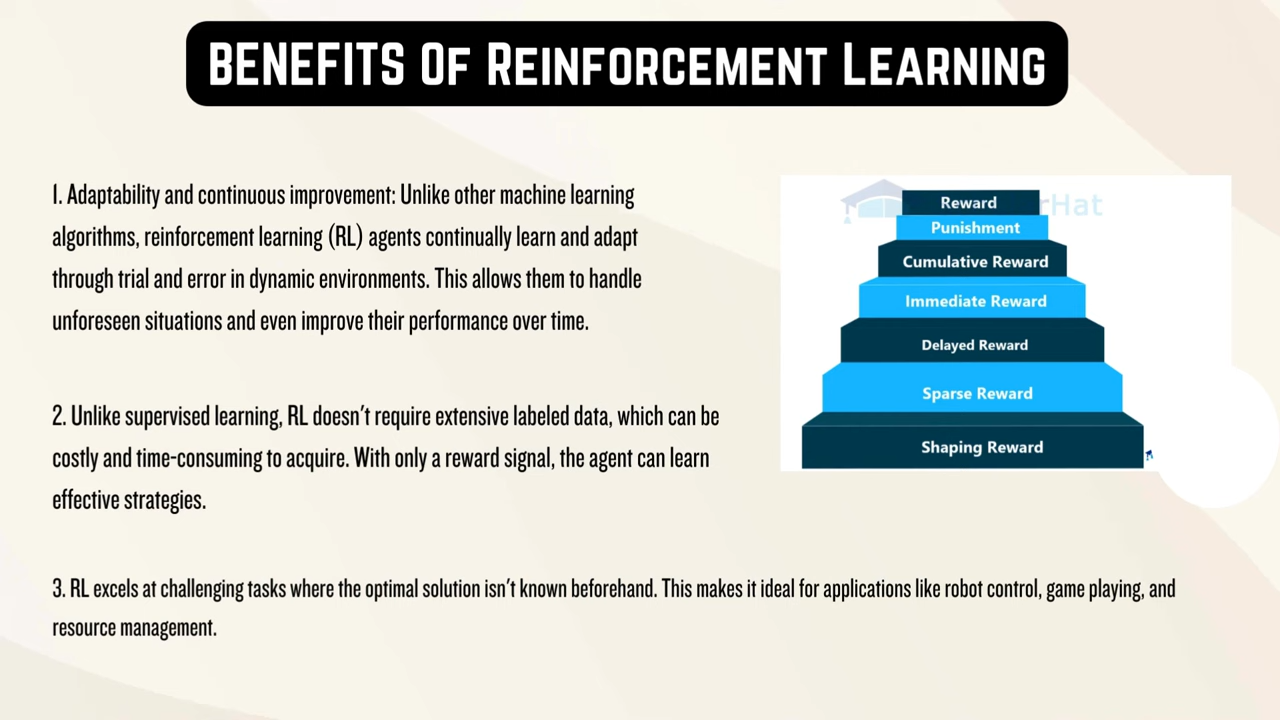 BENEFITS OF REINFORCEMENT LEARNING
1. Adaptability and continuous improvement: Unlike other machine learning
algorithms, reinforcement learning (RL) agents continually learn and adapt
through trial and error in dynamic environments. This allows them to handle
unforeseen situations and even improve their performance over time.
2. Unlike supervised learning, RL doesn't require extensive labeled data, which can be
costly and time-consuming to acquire. With only a reward signal, the agent can learn
effective strategies.
3. RL excels at challenging tasks where the optimal solution isn't known beforehand. This makes it ideal for applications like robot control, game playing, and
resource management.
Reward
Punishment
Cumulative Reward
Immediate Reward
Delayed Reward
Sparse Reward
Shaping Reward